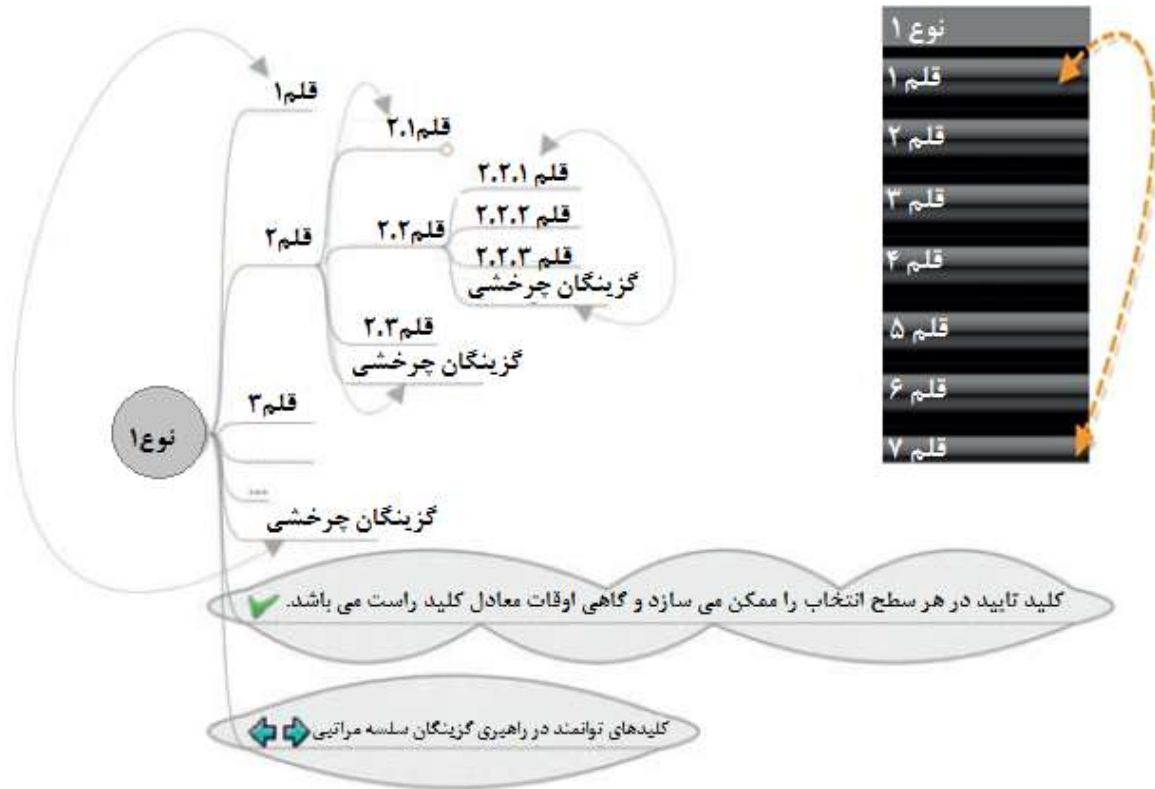 نوع ۱
قلم ۱
قلم ۲
قلم ۳
قلم ۴
قلم ۵
قلم ۶
قلم ۷
نوع۱
قلم۱
قلم۲
قلم۲.۱
قلم۲.۲
قلم ۲.۲.۱
قلم ۲.۲.۲
قلم ۲.۲.۳
گزینگان چرخشی
قلم۲.۳
گزینگان چرخشی
قلم۳
...
گزینگان چرخشی
کلید تایید در هر سطح انتخاب را ممکن می سازد و گاهی اوقات معادل کلید راست می باشد.
کلیدهای توانمند در راهبری گزینگان سلسه مراتبی